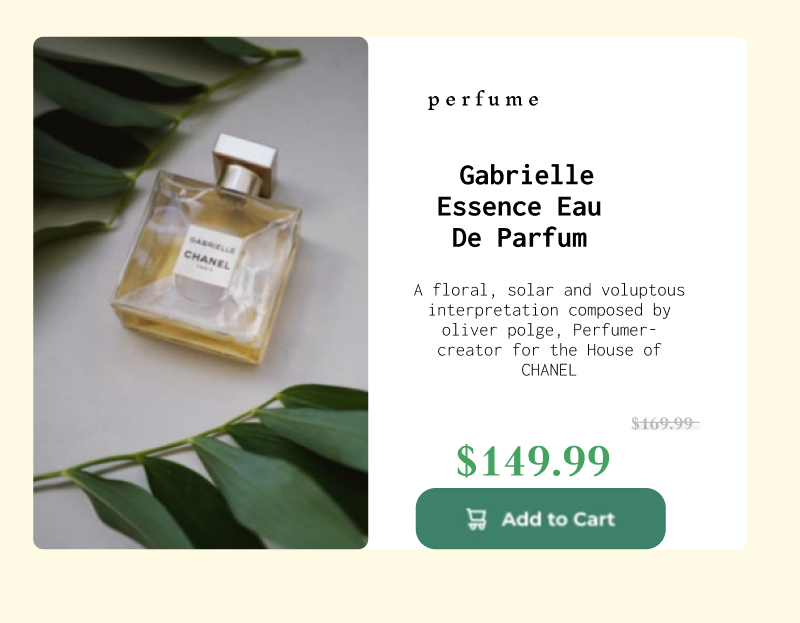 GABRIELLE
CHANEL
PARIS
perfume
Gabrielle
Essence Eau
De Parfum
A floral, solar and voluptous
interpretation composed by
oliver polge, Perfumer-
creator for the House of
CHANEL
$169.99
$149.99
Add to Cart